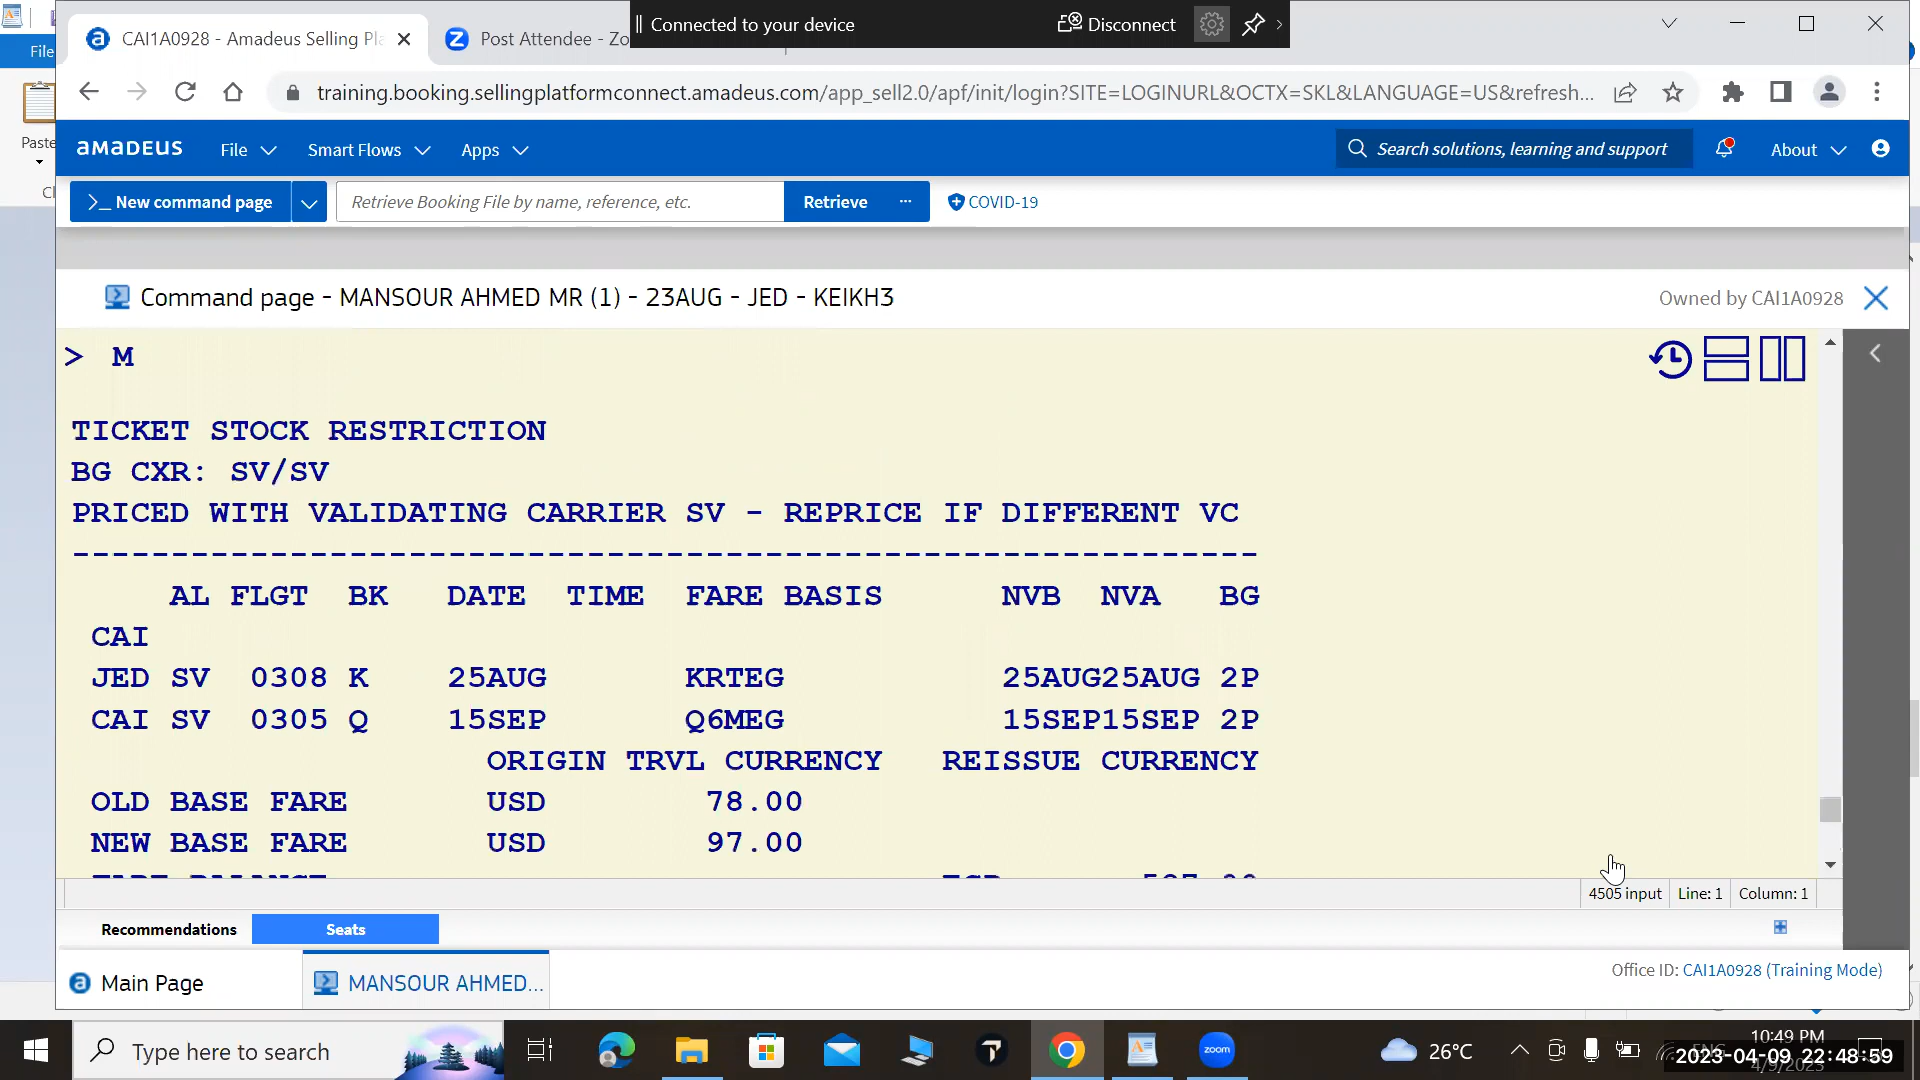 File
Paste
CAI1A0928 - Amadeus Selling Pla
Post Attendee - Zo
Connected to your device
Disconnect
training.booking.sellingplatformconnect.amadeus.com/app_sell2.0/apf/init/login?SITE=LOGINURL&OCTX=SKL&LANGUAGE=US&refresh...
amadeus
File
Smart Flows
Apps
Search solutions, learning and support
About
>_ New command page
Retrieve Booking File by name, reference, etc.
Retrieve
...
COVID-19
Command page - MANSOUR AHMED MR (1) - 23AUG - JED - KEIKH3
Owned by CAI1A0928
> M
TICKET STOCK RESTRICTION
BG CXR: SV/SV
PRICED WITH VALIDATING CARRIER SV - REPRICE IF DIFFERENT VC
------------------------------------------------------------
AL FLGT BK DATE TIME FARE BASIS NVB NVA BG
CAI
JED SV 0308 K 25AUG KRTEG 25AUG25AUG 2P
CAI SV 0305 Q 15SEP Q6MEG 15SEP15SEP 2P
ORIGIN TRVL CURRENCY REISSUE CURRENCY
OLD BASE FARE USD 78.00
NEW BASE FARE USD 97.00
4505 input
Line: 1
Column: 1
Recommendations
Seats
Main Page
MANSOUR AHMED...
Office ID: CAI1A0928 (Training Mode)
Type here to search
zoom
26°C
10:49 PM
2023-04-09 22:48:59